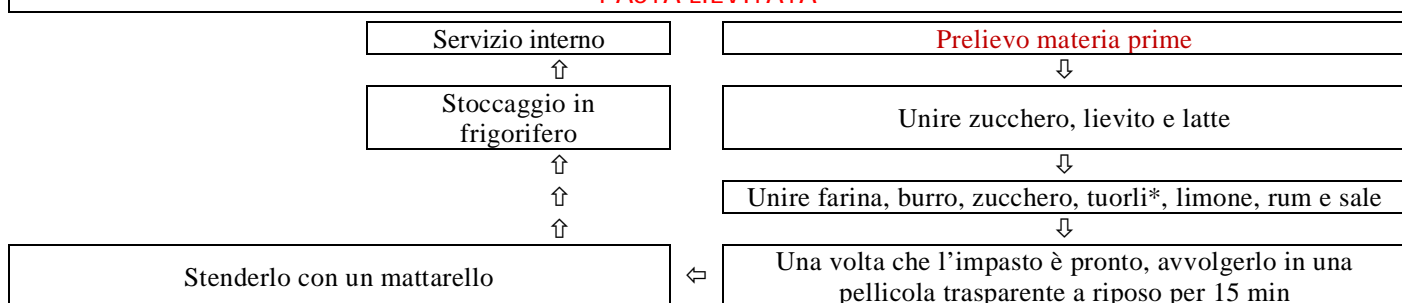 PASTA LIEVITATA
Servizio interno
Prelievo materia prime
Stoccaggio in
frigorifero
Unire zucchero, lievito e latte
Unire farina, burro, zucchero, tuorli*, limone, rum e sale
Stenderlo con un mattarello
Una volta che l’impasto è pronto, avvolgerlo in una
pellicola trasparente a riposo per 15 min